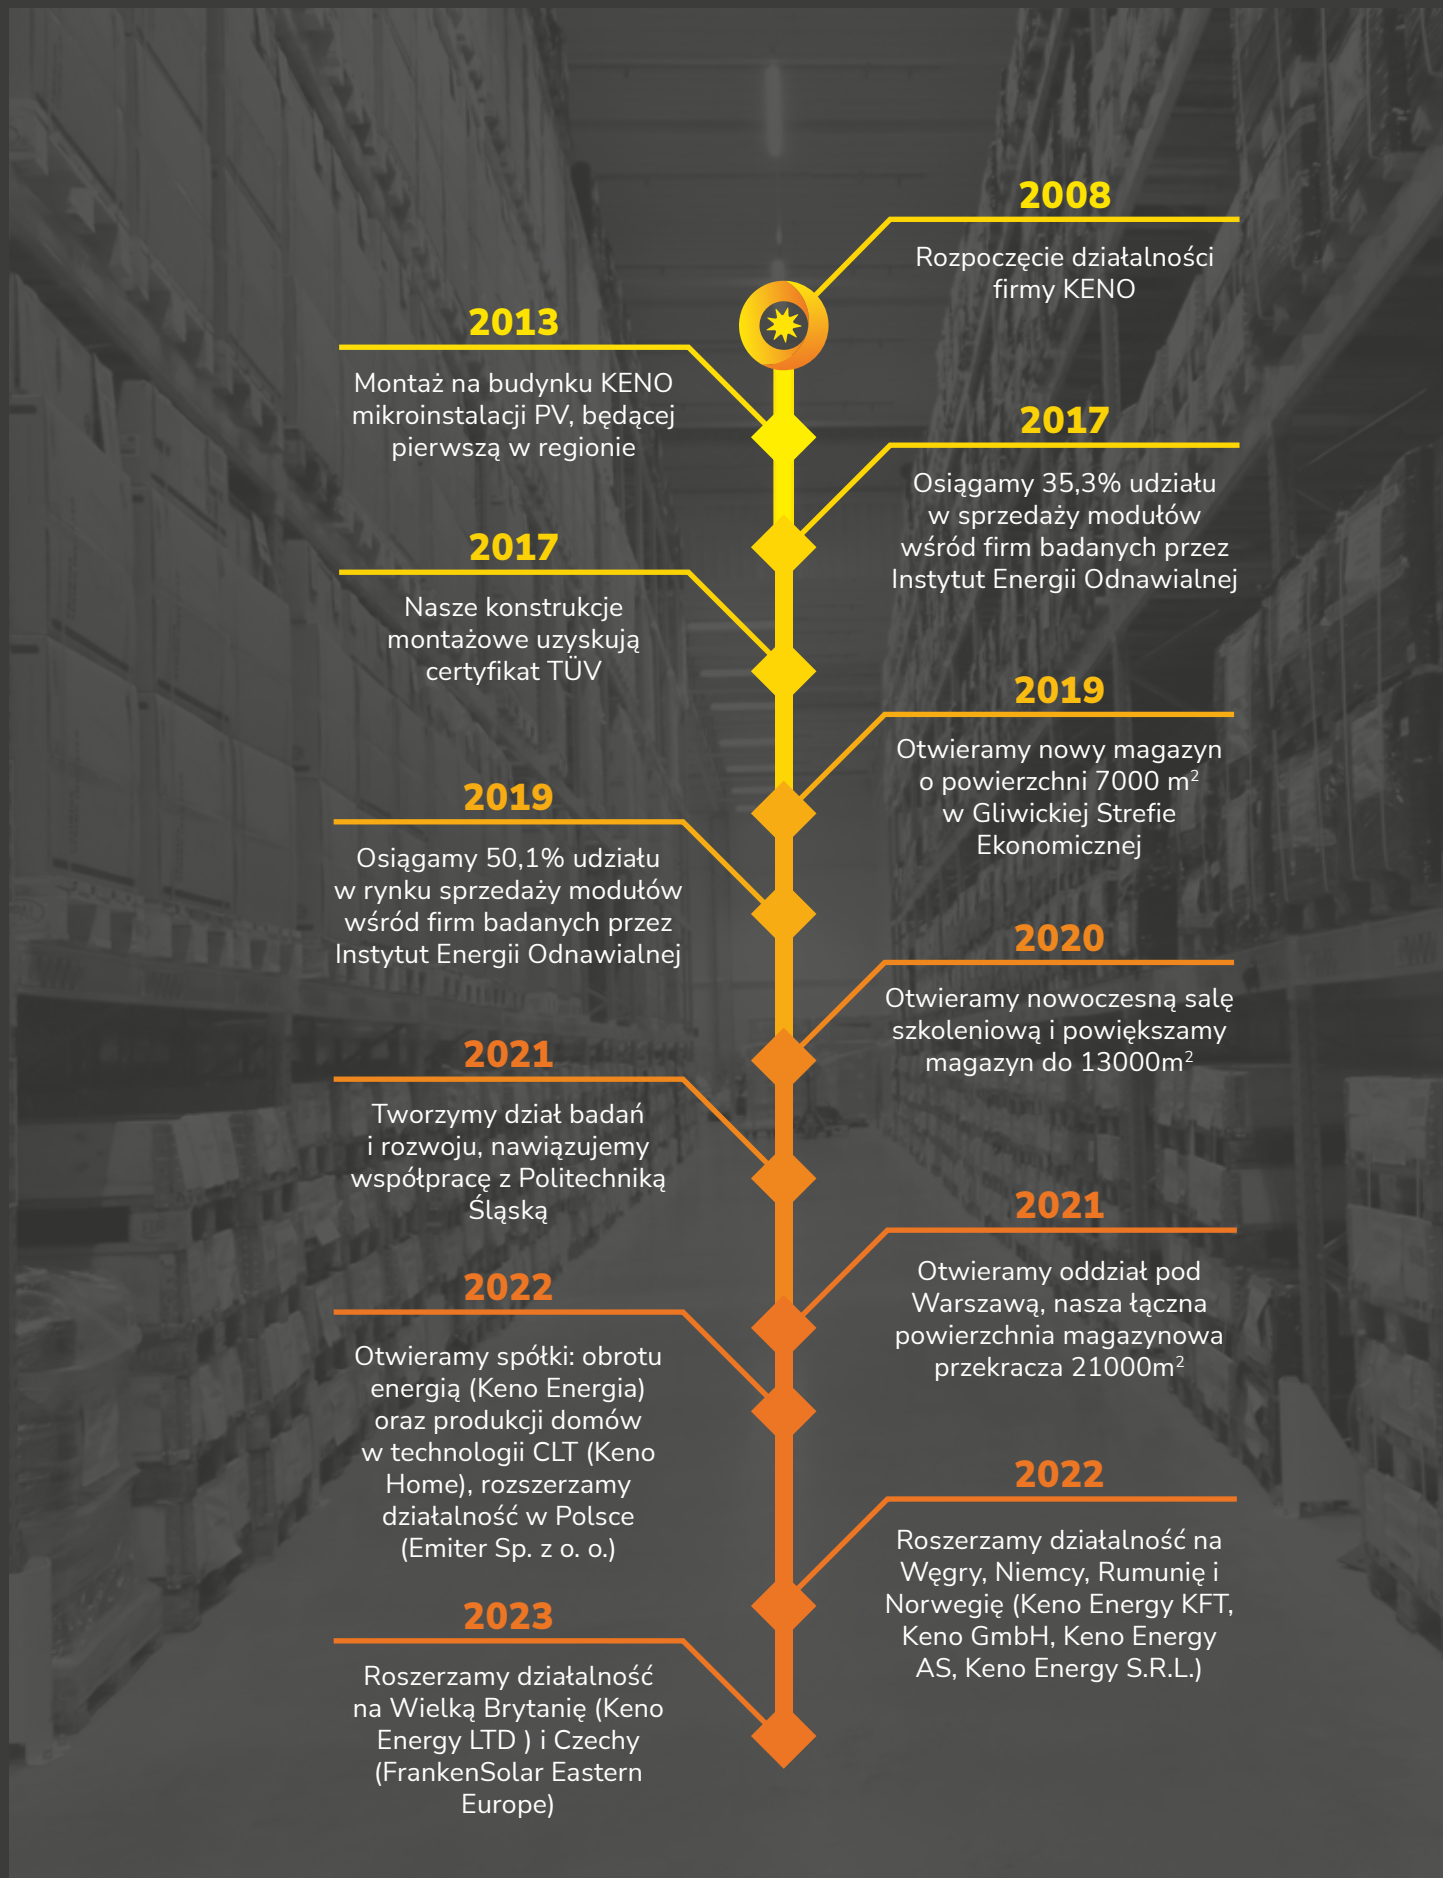 2008
Rozpoczęcie działalności
firmy KENO
2013
Montaż na budynku KENO
mikroinstalacji PV, będącej
pierwszą w regionie
2017
Osiągamy 35,3% udziału
w sprzedaży modułów
wśród firm badanych przez
Instytut Energii Odnawialnej
2017
Nasze konstrukcje
montażowe uzyskują
certyfikat TÜV
2019
Otwieramy nowy magazyn
o powierzchni 7000 m²
w Gliwickiej Strefie
Ekonomicznej
2019
Osiągamy 50,1% udziału
w rynku sprzedaży modułów
wśród firm badanych przez
Instytut Energii Odnawialnej
2020
Otwieramy nowoczesną salę
szkoleniową i powiększamy
magazyn do 13000m²
2021
Tworzymy dział badań
i rozwoju, nawiązujemy
współpracę z Politechniką
Śląską
2021
Otwieramy oddział pod
Warszawą, nasza łączna
powierzchnia magazynowa
przekracza 21000m²
2022
Otwieramy spółki: obrotu
energią (Keno Energia)
oraz produkcji domów
w technologii CLT (Keno
Home), rozszerzamy
działalność w Polsce
(Emiter Sp. z o. o.)
2022
Roszerzamy działalność na
Węgry, Niemcy, Rumunię i
Norwegię (Keno Energy KFT,
Keno GmbH, Keno Energy
AS, Keno Energy S.R.L.)
2023
Roszerzamy działalność
na Wielką Brytanię (Keno
Energy LTD ) i Czechy
(FrankenSolar Eastern
Europe)